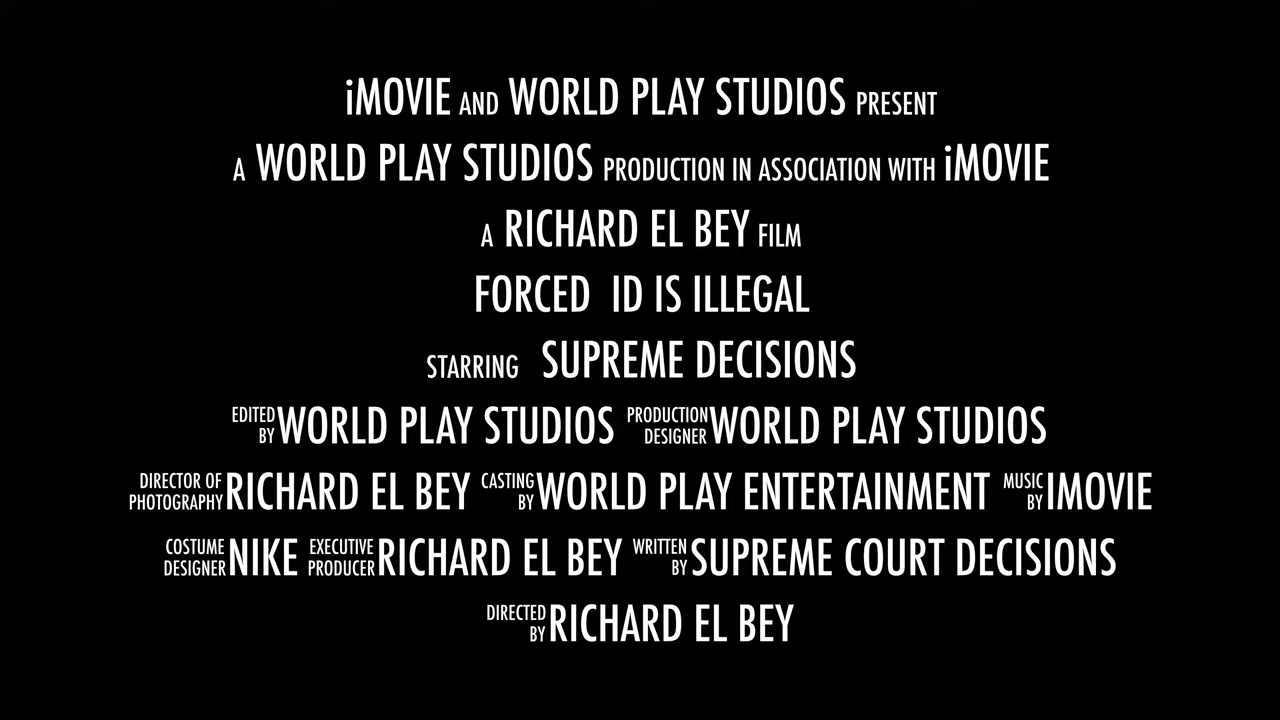 iMOVIE AND WORLD PLAY STUDIOS PRESENT
A WORLD PLAY STUDIOS PRODUCTION IN ASSOCIATION WITH iMOVIE
A RICHARD EL BEY FILM
FORCED  ID IS ILLEGAL
STARRING  SUPREME DECISIONS
EDITED BY WORLD PLAY STUDIOS PRODUCTION DESIGNER WORLD PLAY STUDIOS
DIRECTOR OF PHOTOGRAPHY RICHARD EL BEY CASTING BY WORLD PLAY ENTERTAINMENT MUSIC BY IMOVIE
COSTUME DESIGNER NIKE EXECUTIVE PRODUCER RICHARD EL BEY WRITTEN BY SUPREME COURT DECISIONS
DIRECTED BY RICHARD EL BEY